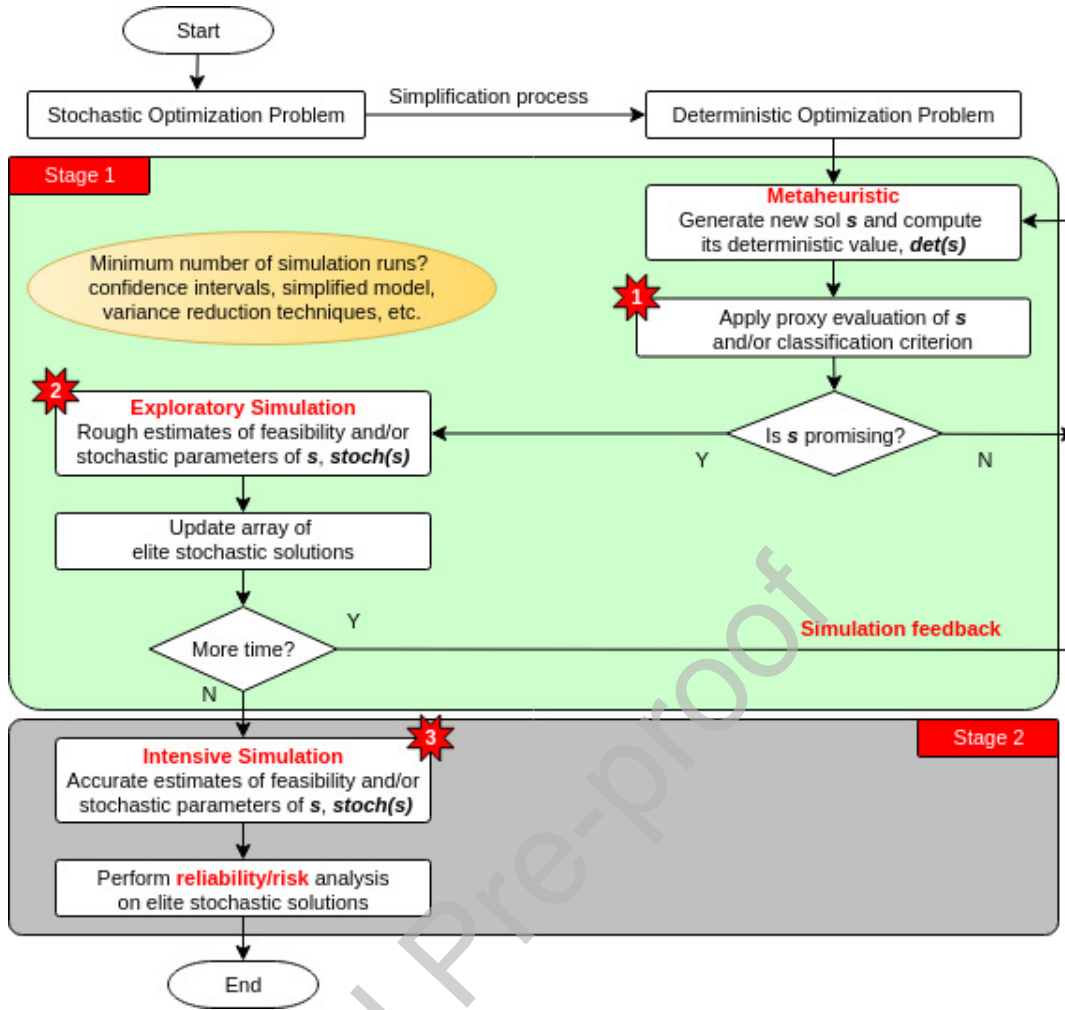 Start
Stochastic Optimization Problem
Simplification process
Deterministic Optimization Problem
Stage 1
Metaheuristic
Generate new sol s and compute
its deterministic value, det(s)
Minimum number of simulation runs?
confidence intervals, simplified model,
variance reduction techniques, etc.
1
Apply proxy evaluation of s
and/or classification criterion
2
Exploratory Simulation
Rough estimates of feasibility and/or
stochastic parameters of s, stoch(s)
Is s promising?
Y
N
Update array of
elite stochastic solutions
More time?
Y
Simulation feedback
N
Stage 2
3
Intensive Simulation
Accurate estimates of feasibility and/or
stochastic parameters of s, stoch(s)
Perform reliability/risk analysis
on elite stochastic solutions
End
Pre-proof